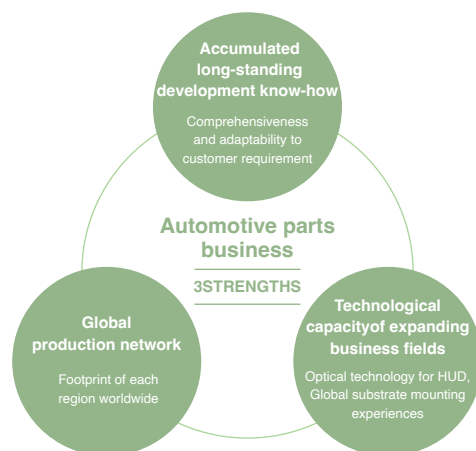 Accumulated
long-standing
development know-how
Comprehensiveness
and adaptability to
customer requirement
Automotive parts
business
3STRENGTHS
Global
production network
Footprint of each
region worldwide
Technological
capacityof expanding
business fields
Optical technology for HUD,
Global substrate mounting
experiences